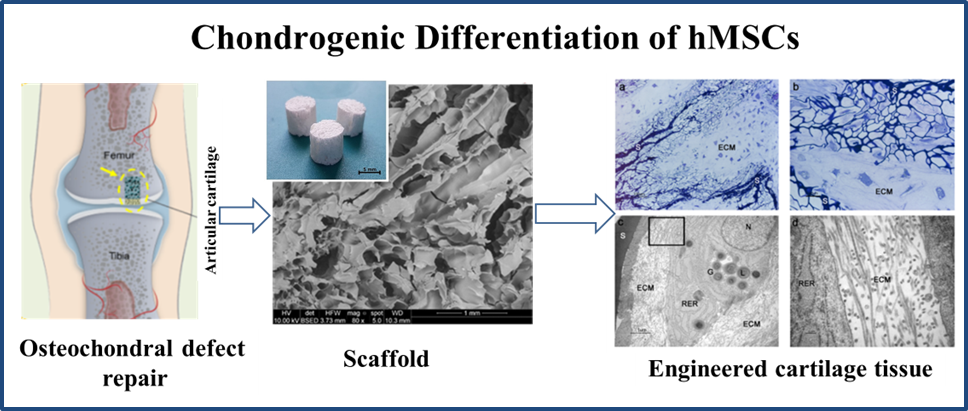 Chondrogenic Differentiation of hMSCs
Femur
Tibia
Articular cartilage
Osteochondral defect
repair
1 mm
HV det HFW mag spot WD
10.00 kV BSED 3.73 mm 80 x 5.0 10.3 mm
1 mm
Scaffold
a
S
ECM
b
ECM
S
c
S
N
G
L
ECM
RER
ECM
d
RER
ECM
Engineered cartilage tissue